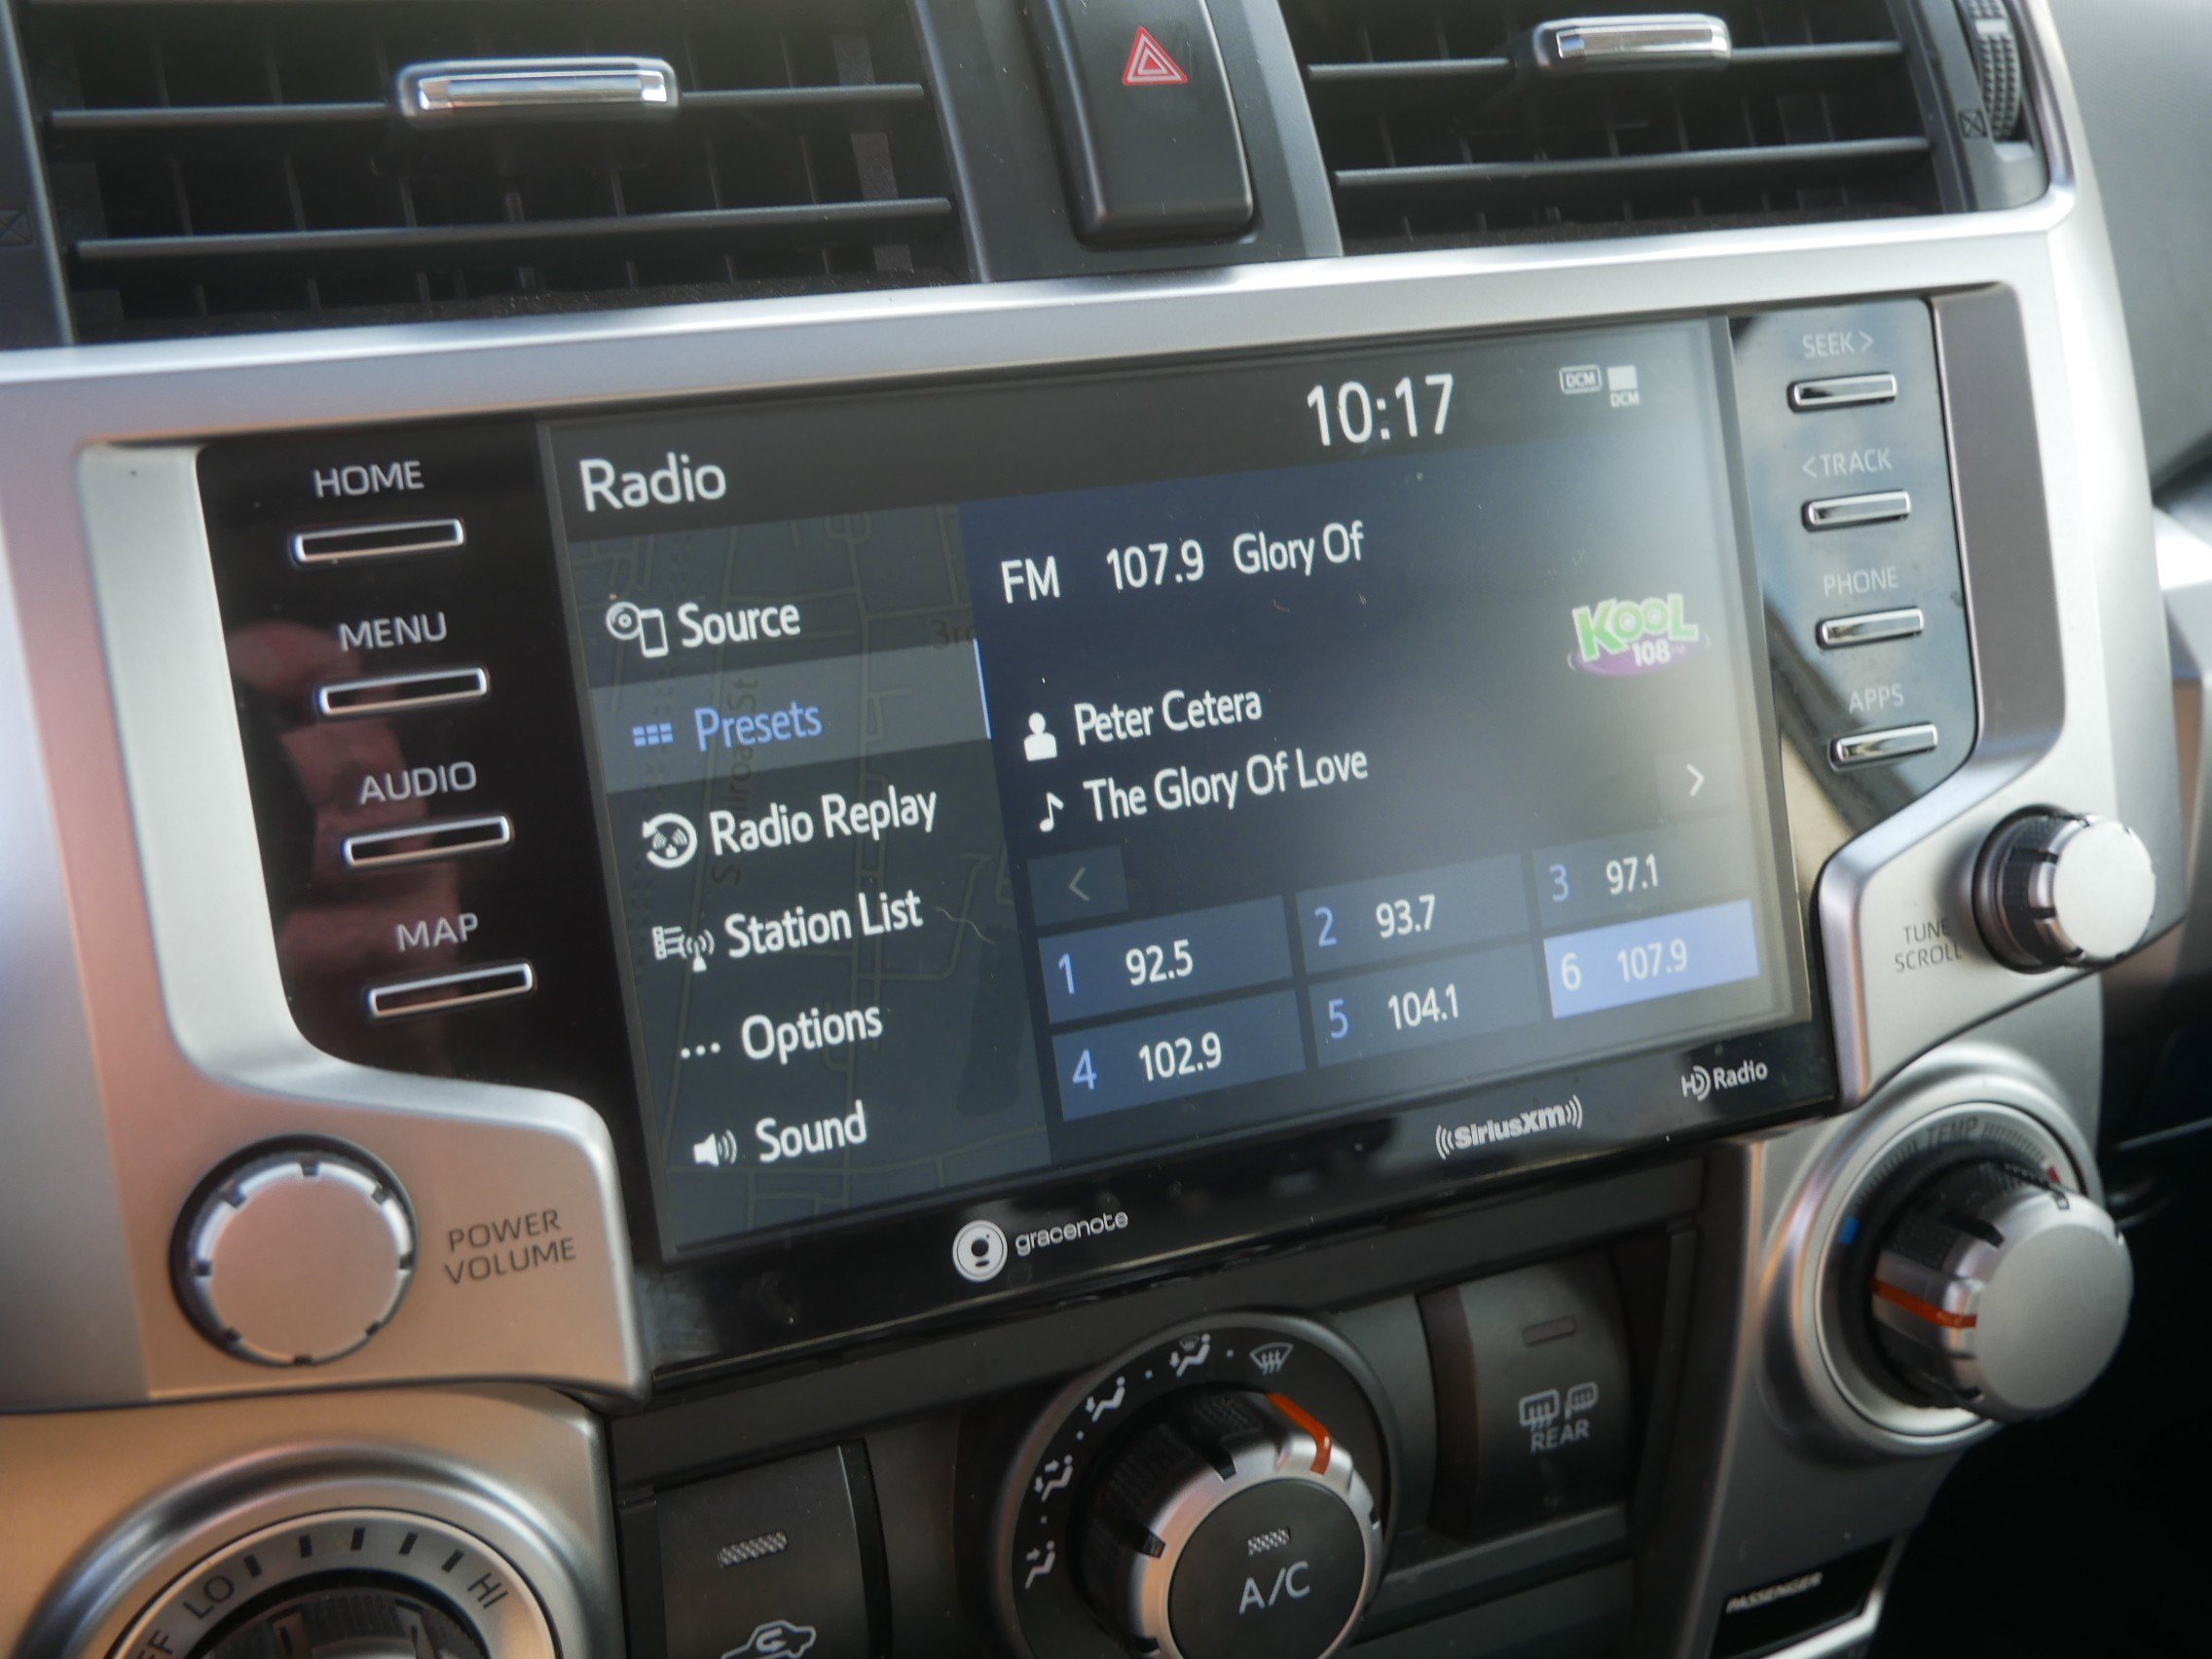 HOME
MENU
AUDIO
MAP
POWER
VOLUME
Radio
10:17
DCM
DCM
Source
Presets
Radio Replay
Station List
... Options
Sound
FM 107.9 Glory Of
KOOL
108
Peter Cetera
The Glory Of Love
<
>
1 92.5
2 93.7
3 97.1
4 102.9
5 104.1
6 107.9
gracenote
((SiriusXM))
HD Radio
SEEK >
< TRACK
PHONE
APPS
TUNE
SCROLL
TEMP
LO
HI
A/C
REAR
PASSENGER